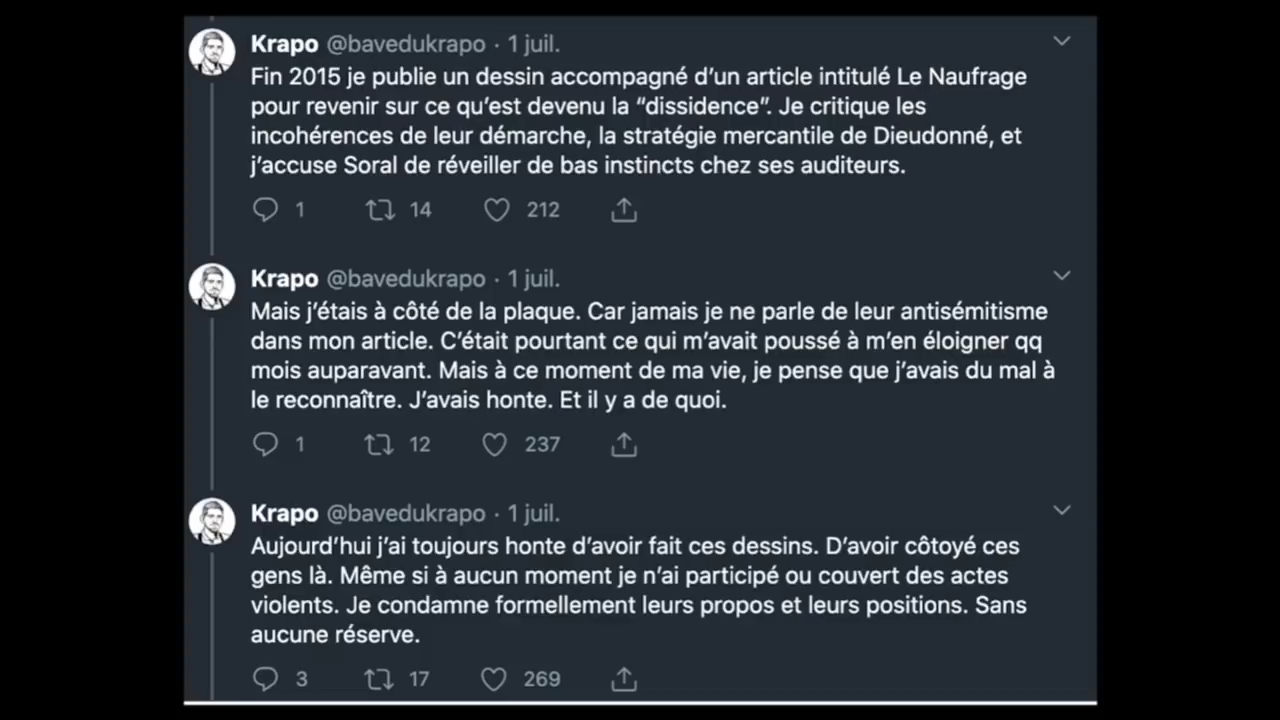 Krapo @bavedukrapo · 1 juil.
Fin 2015 je publie un dessin accompagné d’un article intitulé Le Naufrage
pour revenir sur ce qu’est devenu la “dissidence”. Je critique les
incohérences de leur démarche, la stratégie mercantile de Dieudonné, et
j’accuse Soral de réveiller de bas instincts chez ses auditeurs.
1 14 212
Krapo @bavedukrapo · 1 juil.
Mais j’étais à côté de la plaque. Car jamais je ne parle de leur antisémitisme
dans mon article. C’était pourtant ce qui m’avait poussé à m’en éloigner qq
mois auparavant. Mais à ce moment de ma vie, je pense que j’avais du mal à
le reconnaître. J’avais honte. Et il y a de quoi.
1 12 237
Krapo @bavedukrapo · 1 juil.
Aujourd’hui j’ai toujours honte d’avoir fait ces dessins. D’avoir côtoyé ces
gens là. Même si à aucun moment je n’ai participé ou couvert des actes
violents. Je condamne formellement leurs propos et leurs positions. Sans
aucune réserve.
3 17 269